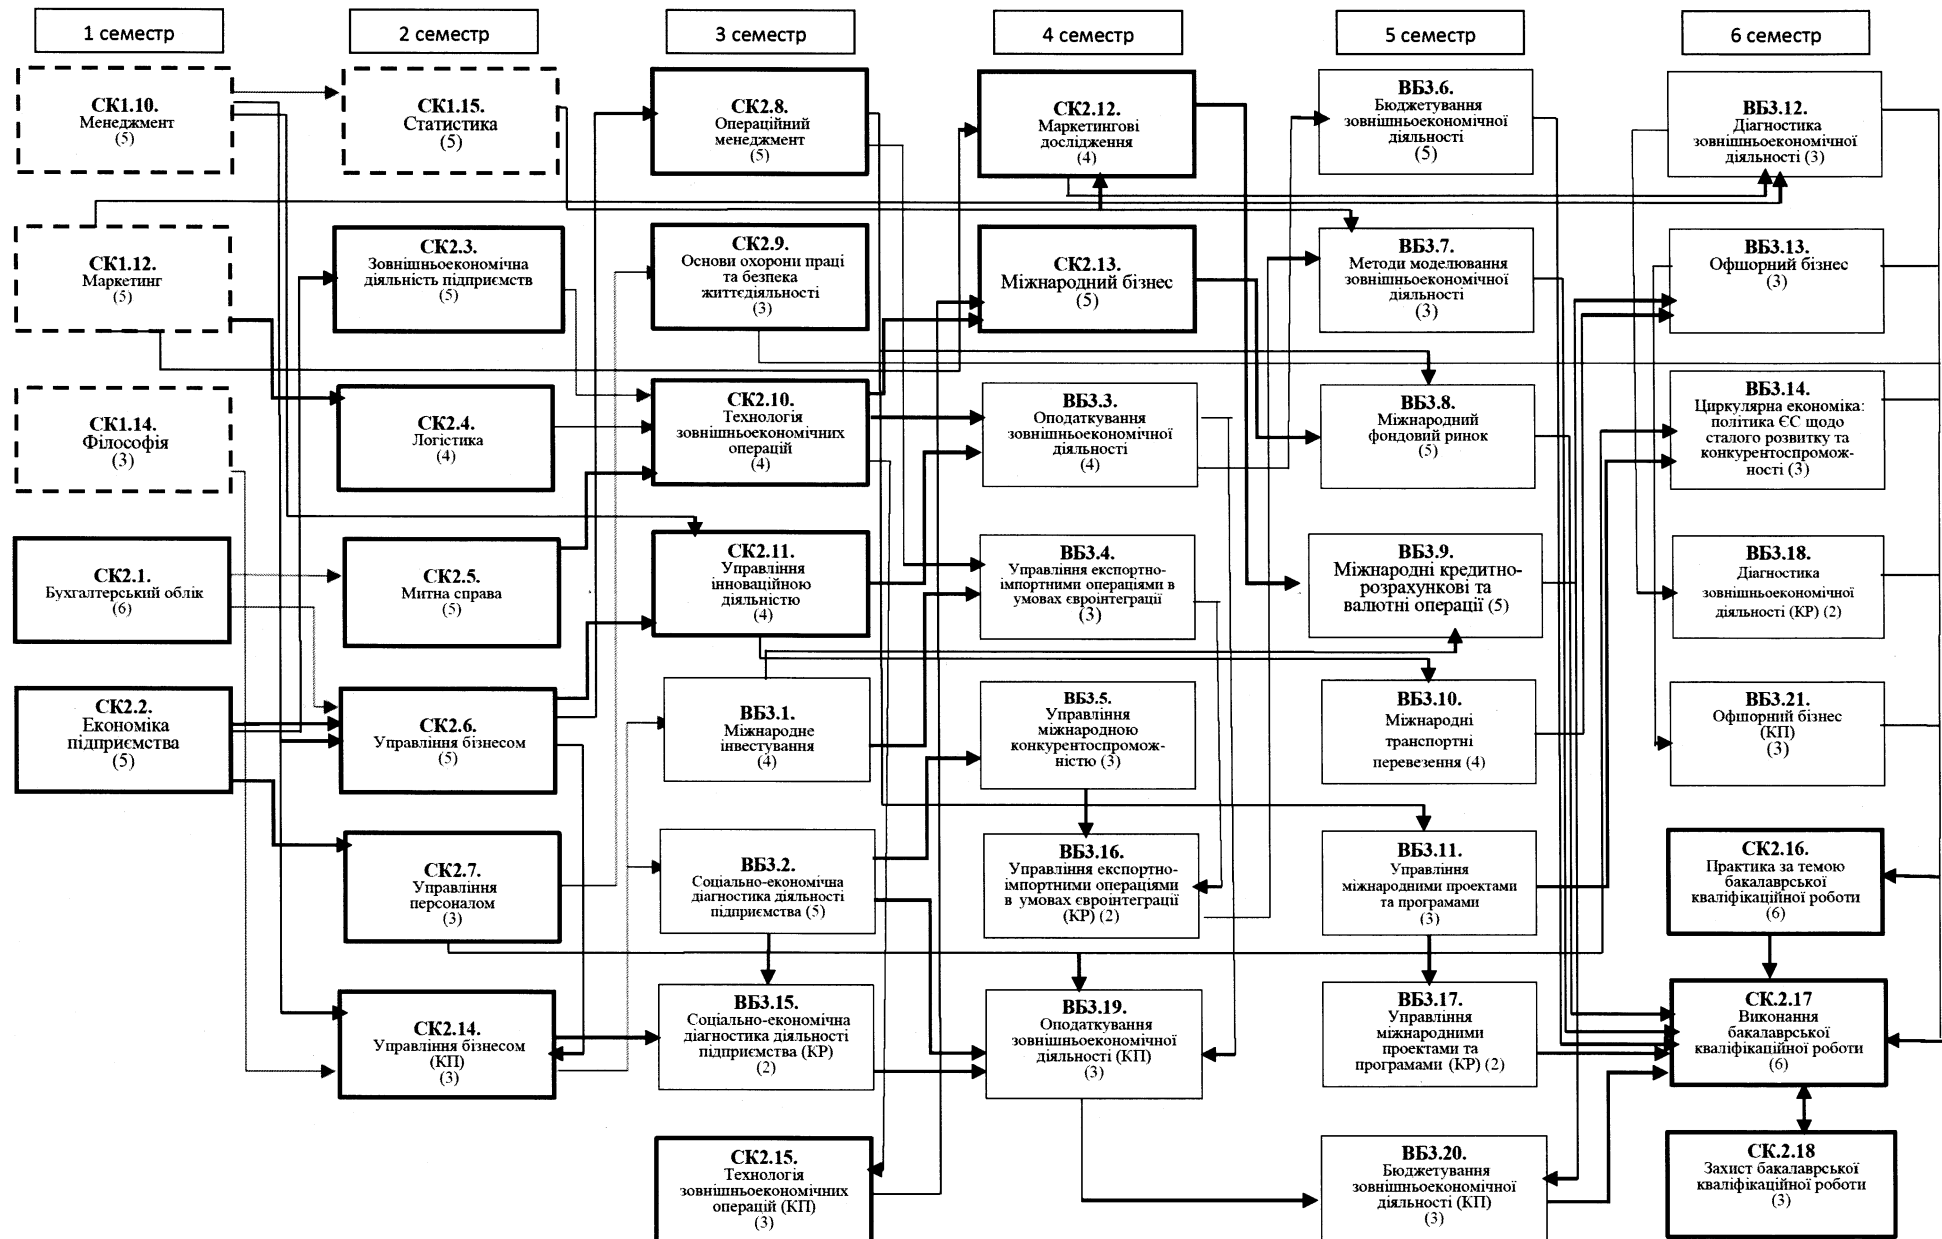 1 семестр
2 семестр
3 семестр
4 семестр
5 семестр
6 семестр
СК1.10.
Менеджмент
(5)
СК1.12.
Маркетинг
(5)
СК1.14.
Філософія
(3)
СК2.1.
Бухгалтерський облік
(6)
СК2.2.
Економіка
підприємства
(5)
СК1.15.
Статистика
(5)
СК2.3.
Зовнішньоекономічна
діяльність підприємств
(5)
СК2.4.
Логістика
(4)
СК2.5.
Митна справа
(5)
СК2.6.
Управління бізнесом
(5)
СК2.7.
Управління
персоналом
(3)
СК2.14.
Управління бізнесом
(КП)
(3)
СК2.8.
Операційний
менеджмент
(5)
СК2.9.
Основи охорони праці
та безпека
життєдіяльності
(3)
СК2.10.
Технологія
зовнішньоекономічних
операцій
(4)
СК2.11.
Управління
інноваційною
діяльністю
(4)
ВБ3.1.
Міжнародне
інвестування
(4)
ВБ3.2.
Соціально-економічна
діагностика діяльності
підприємства (5)
ВБ3.15.
Соціально-економічна
діагностика діяльності
підприємства (КР)
(2)
СК2.15.
Технологія
зовнішньоекономічних
операцій (КП)
(3)
СК2.12.
Маркетингові
дослідження
(4)
СК2.13.
Міжнародний бізнес
(5)
ВБ3.3.
Оподаткування
зовнішньоекономічної
діяльності
(4)
ВБ3.4.
Управління експортно-
імпортними операціями в
умовах євроінтеграції
(3)
ВБ3.5.
Управління
міжнародною
конкурентоспромож-
ністю (3)
ВБ3.16.
Управління експортно-
імпортними операціями
в умовах євроінтеграції
(КР) (2)
ВБ3.19.
Оподаткування
зовнішньоекономічної
діяльності (КП)
(3)
ВБ3.6.
Бюджетування
зовнішньоекономічної
діяльності
(5)
ВБ3.7.
Методи моделювання
зовнішньоекономічної
діяльності
(3)
ВБ3.8.
Міжнародний
фондовий ринок
(5)
ВБ3.9.
Міжнародні кредитно-
розрахункові та
валютні операції (5)
ВБ3.10.
Міжнародні
транспортні
перевезення (4)
ВБ3.11.
Управління
міжнародними проектами
та програмами
(3)
ВБ3.17.
Управління
міжнародними
проектами та
програмами (КР) (2)
ВБ3.20.
Бюджетування
зовнішньоекономічної
діяльності (КП)
(3)
ВБ3.12.
Діагностика
зовнішньоекономічної
діяльності (3)
ВБ3.13.
Офшорний бізнес
(3)
ВБ3.14.
Циркулярна економіка:
політика ЄС щодо
сталого розвитку та
конкурентоспромож-
ності (3)
ВБ3.18.
Діагностика
зовнішньоекономічної
діяльності (КР) (2)
ВБ3.21.
Офшорний бізнес
(КП)
(3)
СК2.16.
Практика за темою
бакалаврської
кваліфікаційної роботи
(6)
СК.2.17
Виконання
бакалаврської
кваліфікаційної роботи
(6)
СК.2.18
Захист бакалаврської
кваліфікаційної роботи
(3)